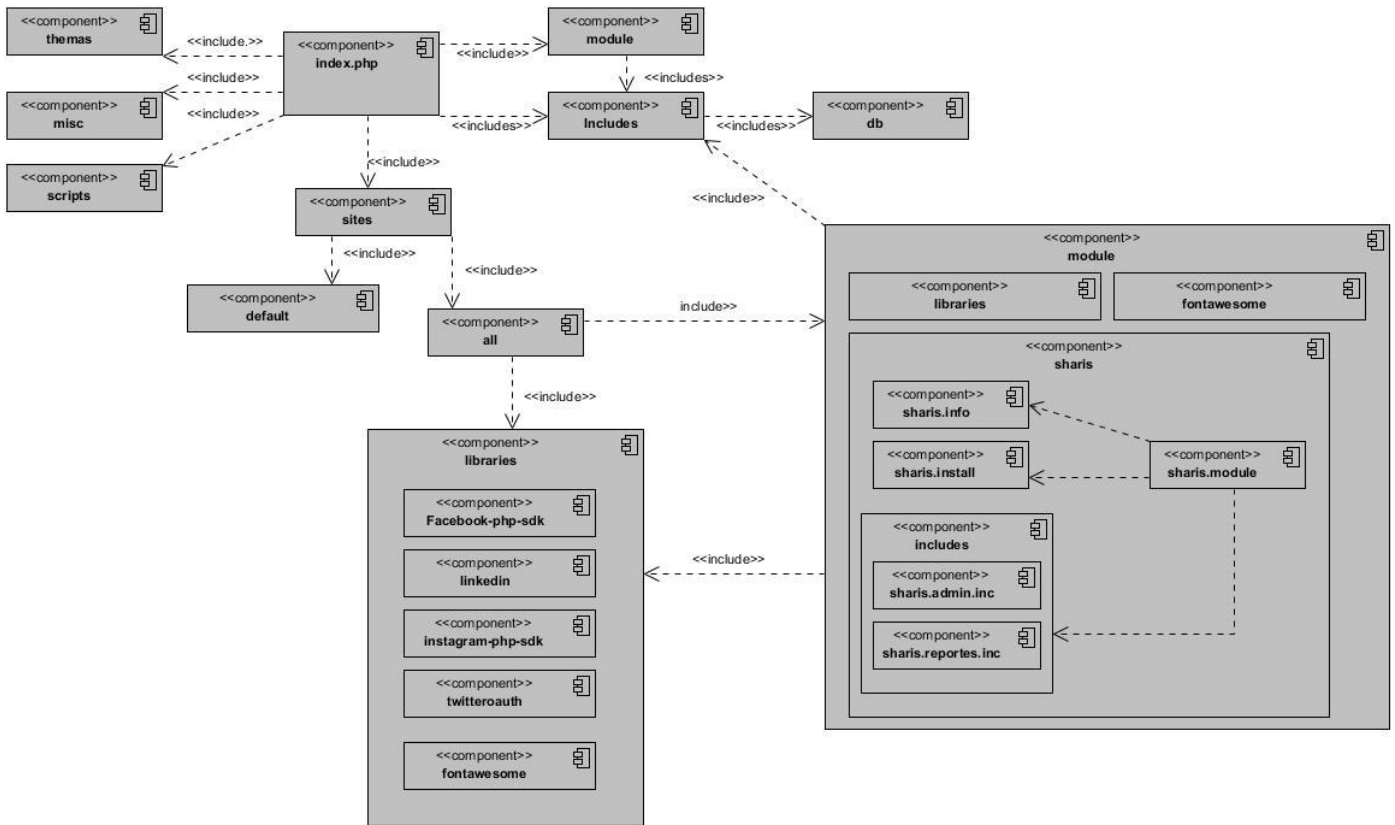 <<component>>
themas
<<include.>>
<<component>>
index.php
<<include>>
<<component>>
module
<<include>>
<<component>>
misc
<<include>>
<<includes>>
<<component>>
Includes
<<includes>>
<<includes>>
<<component>>
db
<<component>>
scripts
<<include>>
<<include>>
<<component>>
sites
<<include>>
<<include>>
<<include>>
<<component>>
default
<<component>>
all
include>>
<<include>>
<<component>>
module
<<component>>
libraries
<<component>>
fontawesome
<<component>>
sharis
<<component>>
sharis.info
<<component>>
sharis.install
<<component>>
sharis.module
<<component>>
includes
<<component>>
sharis.admin.inc
<<component>>
sharis.reportes.inc
<<include>>
<<component>>
libraries
<<component>>
Facebook-php-sdk
<<component>>
linkedin
<<component>>
instagram-php-sdk
<<component>>
twitteroauth
<<component>>
fontawesome